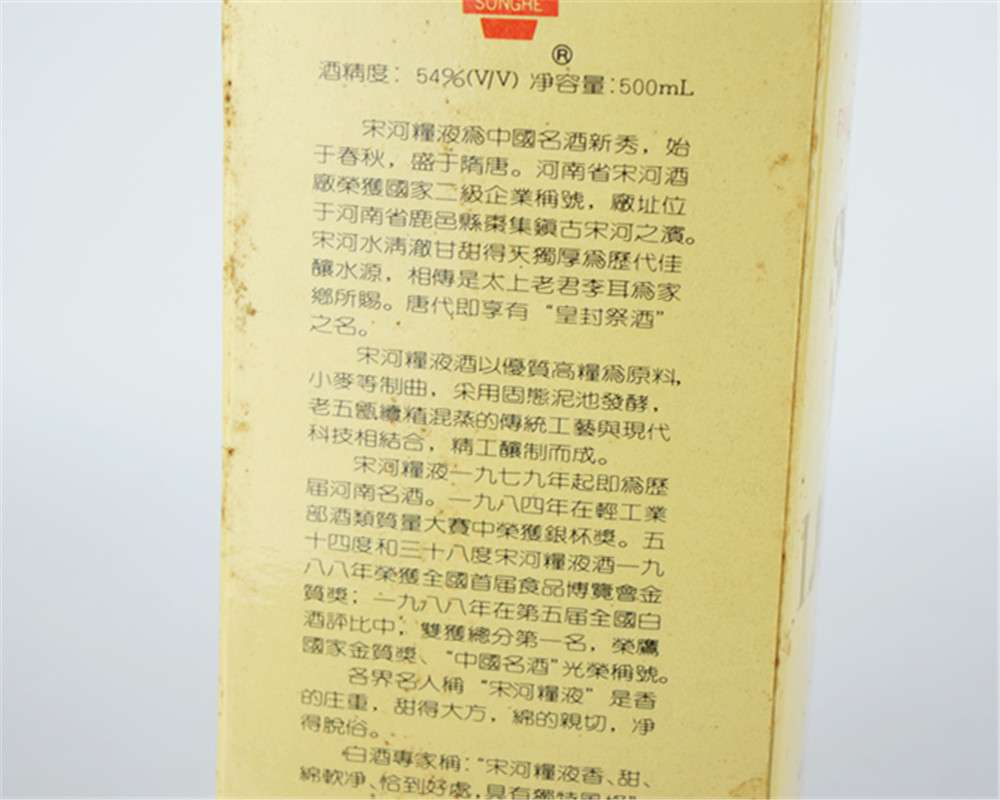 SONGHE
®
酒精度：54%(V/V) 净容量:500mL
宋河糧液爲中國名酒新秀，始
于春秋，盛于隋唐。河南省宋河酒
廠榮獲國家二級企業稱號，廠址位
于河南省鹿邑縣棗集鎮古宋河之濱。
宋河水清澈甘甜得天獨厚爲歷代佳
釀水源，相傳是太上老君李耳爲家
鄉所賜。唐代即享有“皇封祭酒”
之名。
宋河糧液酒以優質高糧爲原料，
小麥等制曲，采用固態泥池發酵，
老五甑續楂混蒸的傳統工藝與現代
科技相結合，精工釀制而成。
宋河糧液一九七九年起即爲歷
届河南名酒。一九八四年在輕工業
部酒類質量大賽中榮獲銀杯獎。五
十四度和三十八度宋河糧液酒一九
八八年榮獲全國首届食品博覽會金
質獎；一九八八年在第五届全國白
酒評比中，雙獲總分第一名，榮鷹
國家金質獎、“中國名酒”光榮稱號。
各界名人稱“宋河糧液”是香
的庄重，甜得大方，綿的親切，净
得脫俗。
白酒專家稱：“宋河糧液香、甜、
綿軟净、恰到好處，具有獨特風格”